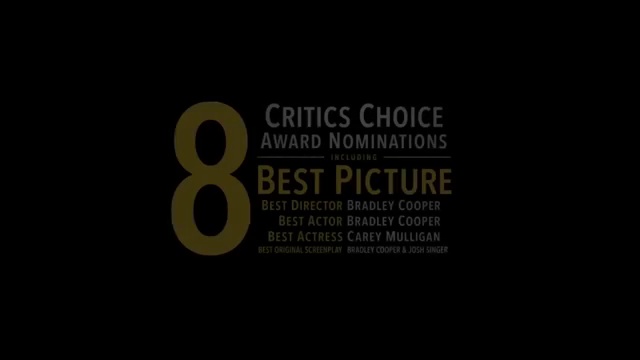 8
CRITICS CHOICE
AWARD NOMINATIONS
INCLUDING
BEST PICTURE
BEST DIRECTOR BRADLEY COOPER
BEST ACTOR BRADLEY COOPER
BEST ACTRESS CAREY MULLIGAN
BEST ORIGINAL SCREENPLAY BRADLEY COOPER & JOSH SINGER